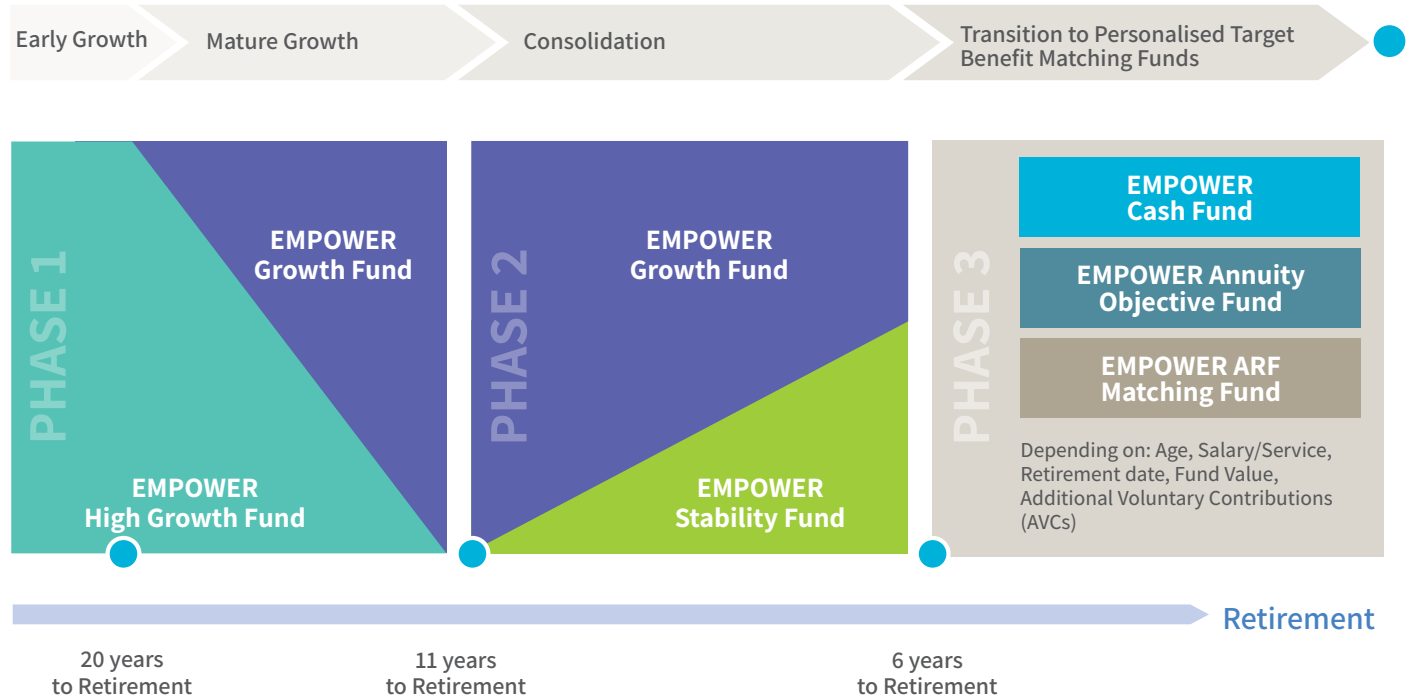 Early Growth
Mature Growth
Consolidation
Transition to Personalised Target
Benefit Matching Funds
PHASE 1
EMPOWER
Growth Fund
EMPOWER
High Growth Fund
PHASE 2
EMPOWER
Growth Fund
EMPOWER
Stability Fund
PHASE 3
EMPOWER
Cash Fund
EMPOWER Annuity
Objective Fund
EMPOWER ARF
Matching Fund
Depending on: Age, Salary/Service,
Retirement date, Fund Value,
Additional Voluntary Contributions
(AVCs)
Retirement
20 years
to Retirement
11 years
to Retirement
6 years
to Retirement